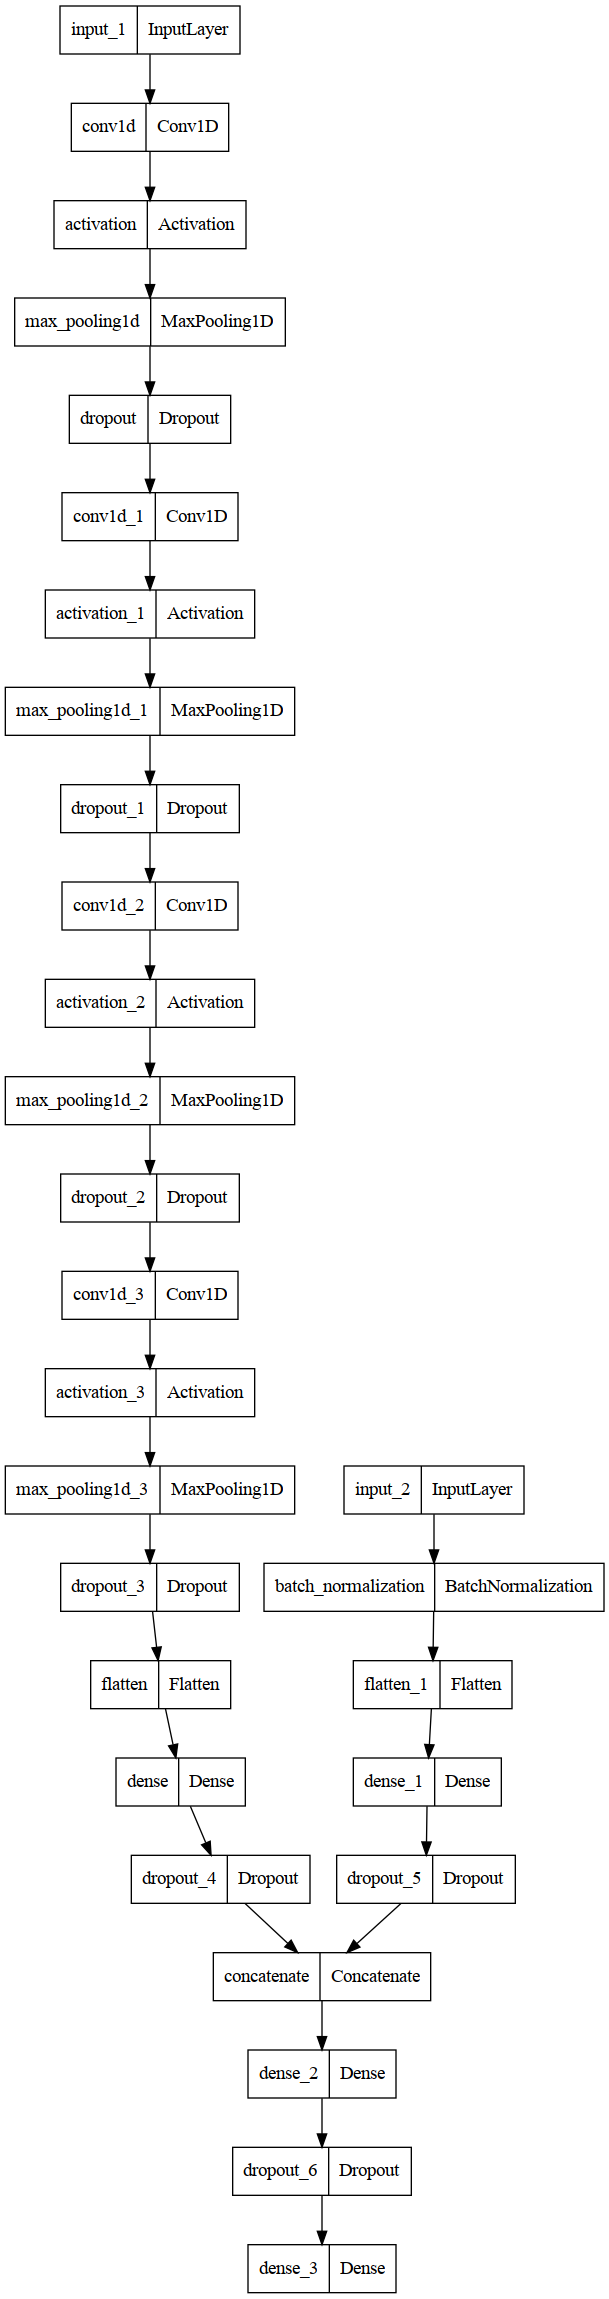 input_1 InputLayer
conv1d Conv1D
activation Activation
max_pooling1d MaxPooling1D
dropout Dropout
conv1d_1 Conv1D
activation_1 Activation
max_pooling1d_1 MaxPooling1D
dropout_1 Dropout
conv1d_2 Conv1D
activation_2 Activation
max_pooling1d_2 MaxPooling1D
dropout_2 Dropout
conv1d_3 Conv1D
activation_3 Activation
max_pooling1d_3 MaxPooling1D input_2 InputLayer
dropout_3 Dropout batch_normalization BatchNormalization
flatten Flatten flatten_1 Flatten
dense Dense dense_1 Dense
dropout_4 Dropout dropout_5 Dropout
concatenate Concatenate
dense_2 Dense
dropout_6 Dropout
dense_3 Dense